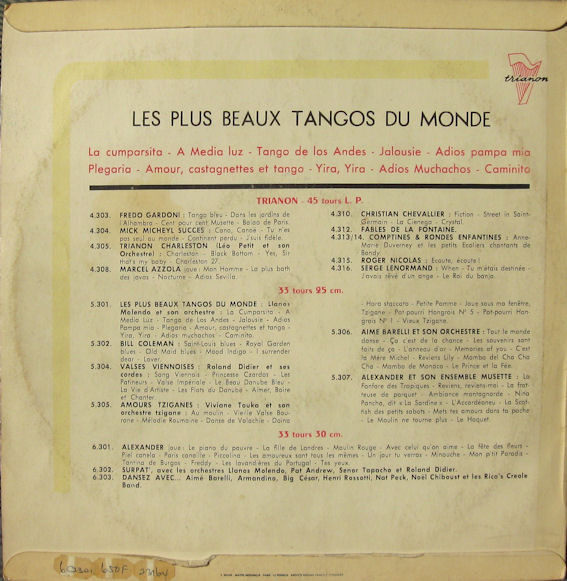 trianon
LES PLUS BEAUX TANGOS DU MONDE
La cumparsita - A Media luz - Tango de los Andes - Jalousie - Adios pampa mia
Plegaria - Amour, castagnettes et tango - Yira, Yira - Adios Muchachos - Caminito
TRIANON - 45 tours L. P.
4.303. FREDO GARDONI : Tango bleu - Dans les jardins de
l'Alhambra - Cent pour cent Musette - Balao de Paris.
4.304. MICK MICHEYL SUCCES : Cano, Canoë - Tu n'es
pas seul au monde - Continent perdu - J'suis fidèle.
4.305. TRIANON CHARLESTON (Léo Petit et son
Orchestre) : Charleston - Black Bottom - Yes, Sir
that's my baby - Charleston 27.
4.308. MARCEL AZZOLA joue : Mon Homme - La plus bath
des javas - Nocturne - Adios Sevilla.
4.310. CHRISTIAN CHEVALLIER : Fiction - Street in Saint-
Germain - La Cienega - Crystal.
4.312. FABLES DE LA FONTAINE.
4.313/14. COMPTINES & RONDES ENFANTINES : Anne-
Marie Duverney et les petits Ecoliers chantants de
Bondy.
4.315. ROGER NICOLAS : Ecoute, écoute !
4.316. SERGE LENORMAND : When - Tu m'étais destinée -
J'avais rêvé d'un ange - Le Roi du banjo.
33 tours 25 cm.
5.301. LES PLUS BEAUX TANGOS DU MONDE : Llanos
Molendo et son orchestre : La Cumparsita - A
Media Luz - Tango de los Andes - Jalousie - Adios
Pampa mia - Plegaria - Amour, castagnettes et tango -
Yira, Yira - Adios muchachos - Caminito
5.302. BILL COLEMAN : Saint-Louis blues - Royal Garden
blues - Old Maid blues - Mood Indigo - I surrender
dear - Lover.
5.304. VALSES VIENNOISES : Roland Didier et ses
cordes : Sang Viennois - Princesse Czardas - Les
Patineurs - Valse Impériale - Le Beau Danube Bleu -
La Vie d'Artiste - Les Flots du Danube - Aimer, Boire
et Chanter
5.305. AMOURS TZIGANES : Viviane Touka et son
orchestre tzigane : Au moulin - Vieille Valse Rou-
mane - Mélodie Roumaine - Danse de Valachie - Doina
- Hora staccato - Petite Pomme - Joue sous ma fenêtre,
Tzigane - Pot-pourri Hongrois N° 5 - Pot-pourri Hon-
grois N° 1 - Vieux Tzigane.
5.306. AIMÉ BARELLI ET SON ORCHESTRE : Tout le monde
danse - Ça c'est de la chance - Les souvenirs sont
faits de ça - L'anneau d'or - Memories of you - C'est
la Mère Michel - Reviens Lily - Mambo del Cha Cha
Cha - Mambo de Monaco - Le Prince et la Fée.
5.307. ALEXANDER ET SON ENSEMBLE MUSETTE : La
Fanfare des Tropiques - Reviens, reviens-moi - La frot-
teuse de parquet - Ambiance montagnarde - Nina
Pancha, dit « La Sardine » - L'Accordéoneu - La Scot-
fish des petits sabots - Mets tes amours dans ta poche
- Le Moulin ne tourne plus - Le Hoquet.
33 tours 30 cm.
6.301. ALEXANDER joue : Le piano du pauvre - La fille de Londres - Moulin Rouge - Avec celui qu'on aime - La fête des fleurs -
Piel canela - Paris canaille - Piccolina - Les amoureux sont tous les mêmes - Un jour tu verras - Minouche - Mon p'tit Paradis -
Tantina de Burgos - Freddy - Les lavandières du Portugal - Tes yeux.
6.302. SURPAT', avec les orchestres Llanos Molendo, Pat Andrew, Senor Tapocha et Roland Didier.
6.303. DANSEZ AVEC... Aimé Barelli, Armandino, Big César, Henri Rossotti, Nat Peck, Noël Chiboust et les Rico's Creole
Band.